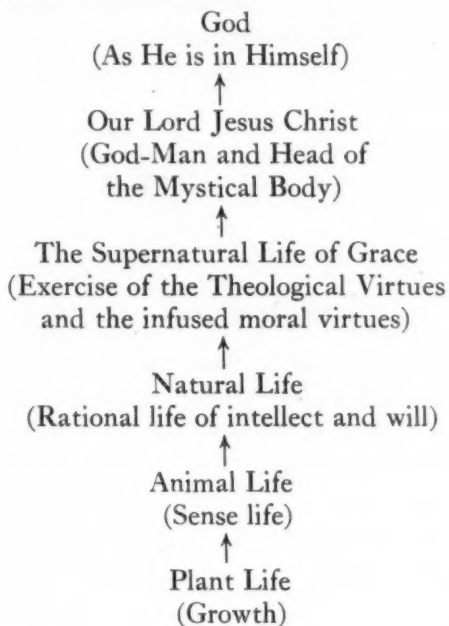 God
(As He is in Himself)
Our Lord Jesus Christ
(God-Man and Head of
the Mystical Body)
The Supernatural Life of Grace
(Exercise of the Theological Virtues
and the infused moral virtues)
Natural Life
(Rational life of intellect and will)
Animal Life
(Sense life)
Plant Life
(Growth)